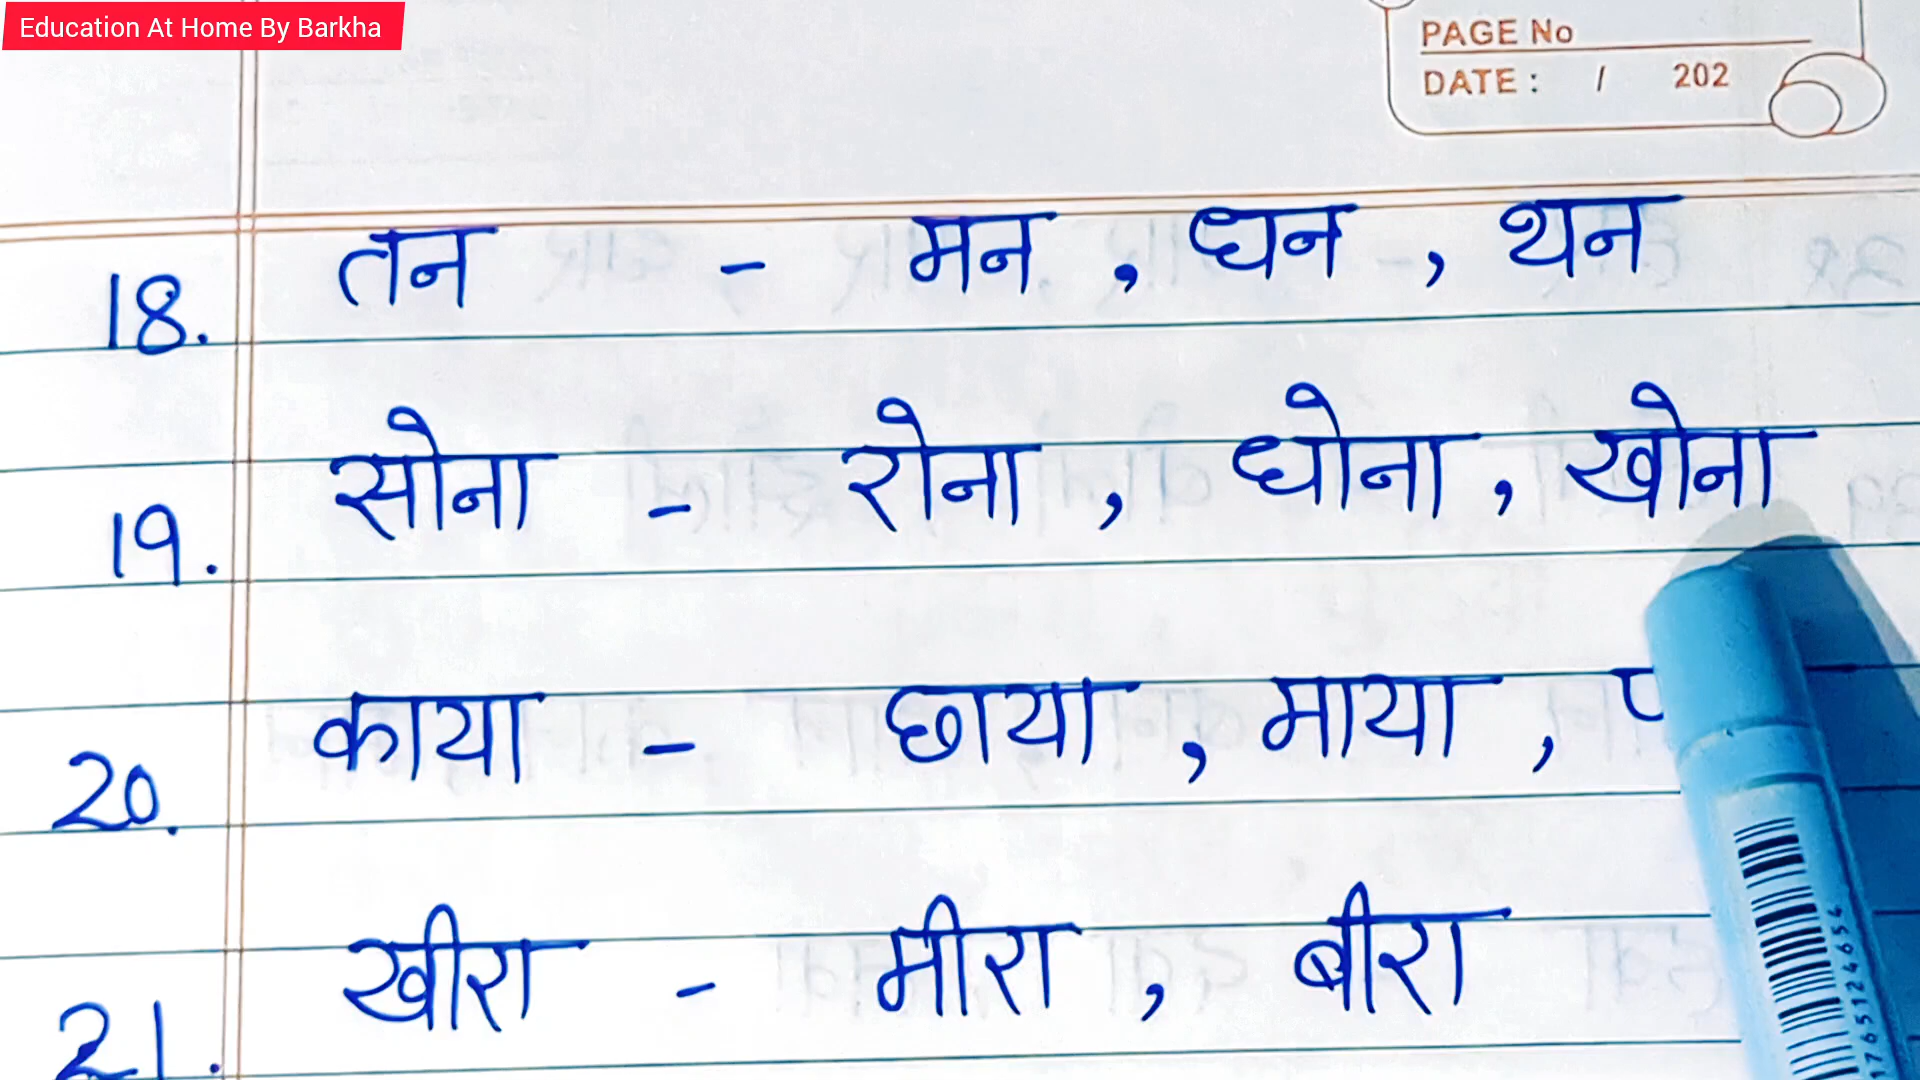 Education At Home By Barkha
PAGE No
DATE : / 202
18. तन - मन , धन , थन
19. सोना - रोना , धोना , खोना
20. काया - छाया , माया ,
21. खीरा - मीरा , बीरा